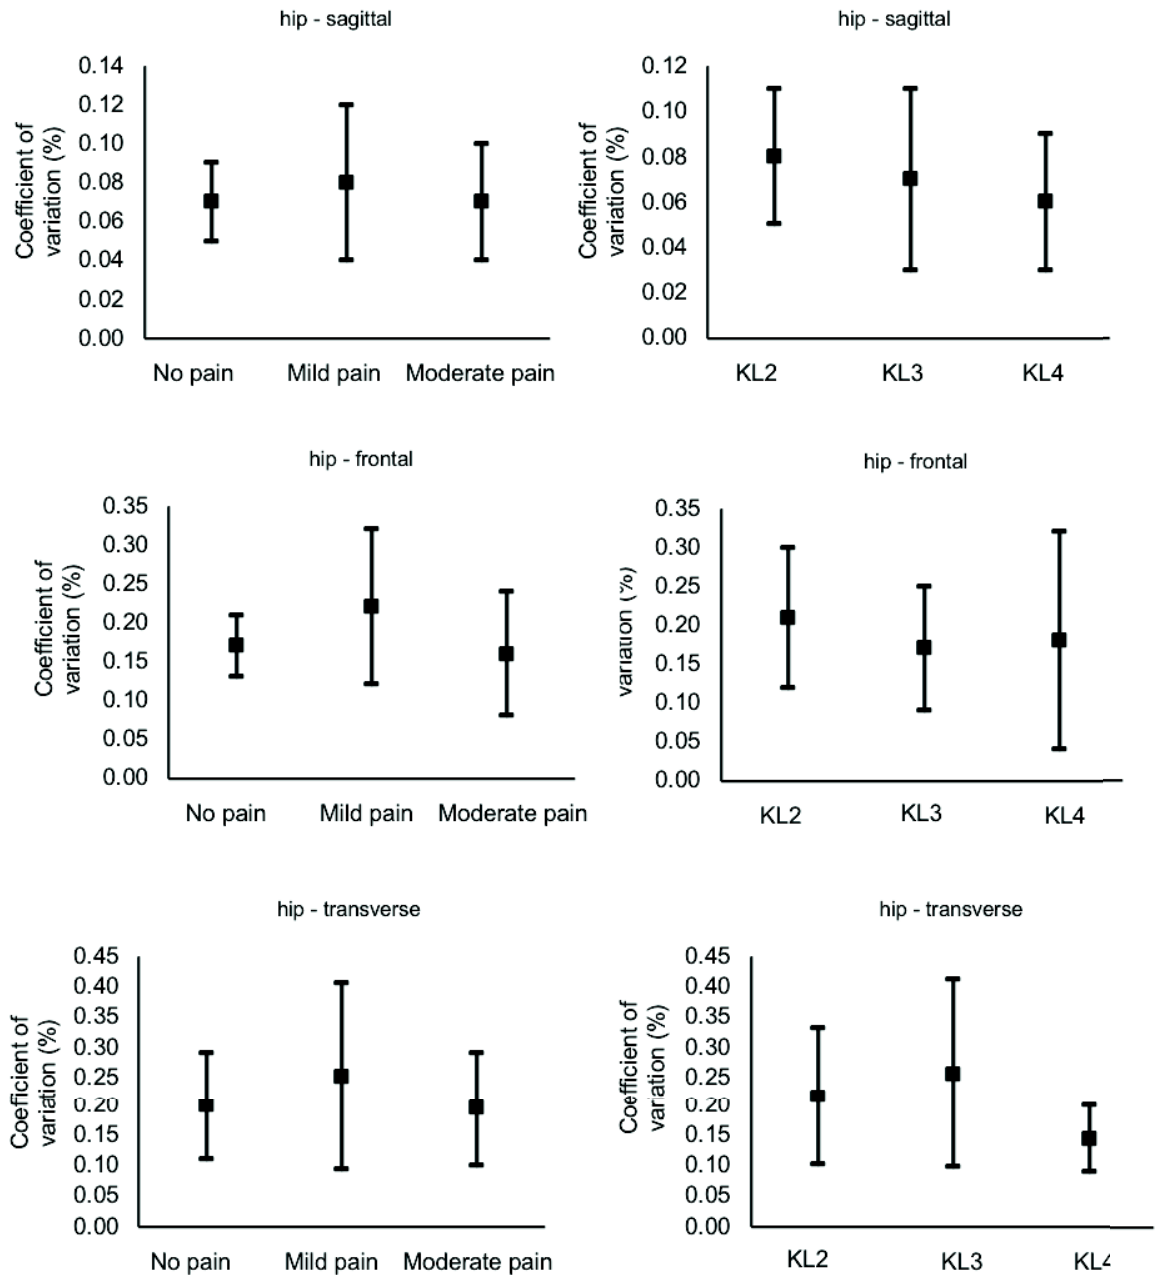 hip - sagittal
0.14
0.12
0.10
0.08
0.06
0.04
0.02
0.00
Coefficient of
variation (%)
No pain Mild pain Moderate pain
hip - sagittal
0.12
0.10
0.08
0.06
0.04
0.02
0.00
Coefficient of
variation (%)
KL2 KL3 KL4
hip - frontal
0.35
0.30
0.25
0.20
0.15
0.10
0.05
0.00
Coefficient of
variation (%)
No pain Mild pain Moderate pain
hip - frontal
0.35
0.30
0.25
0.20
0.15
0.10
0.05
0.00
variation (%)
KL2 KL3 KL4
hip - transverse
0.45
0.40
0.35
0.30
0.25
0.20
0.15
0.10
0.05
0.00
Coefficient of
variation (%)
No pain Mild pain Moderate pain
hip - transverse
0.45
0.40
0.35
0.30
0.25
0.20
0.15
0.10
0.05
0.00
Coefficient of
variation (%)
KL2 KL3 KL4